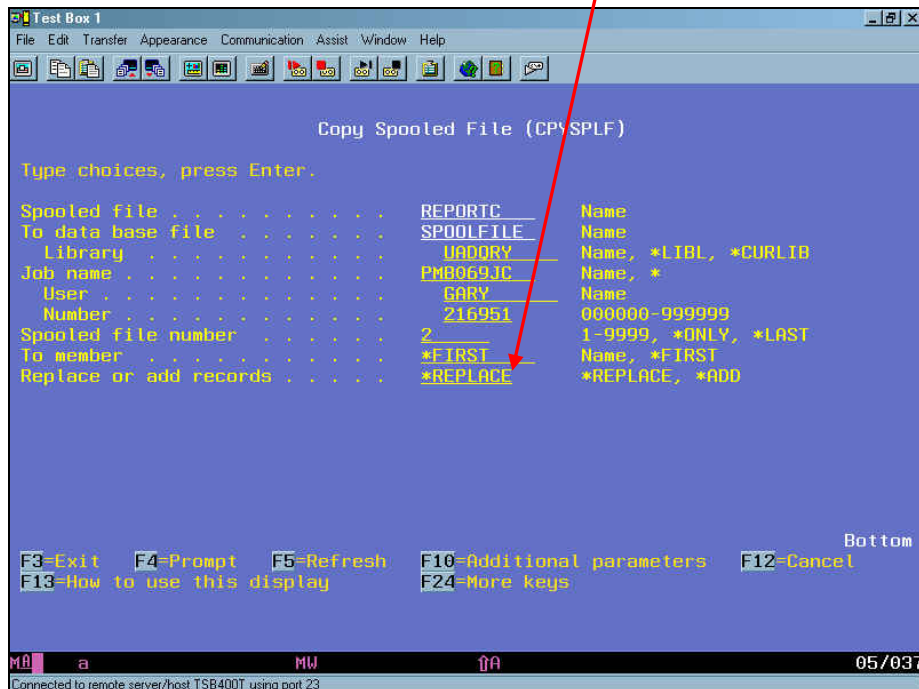 Test Box 1
File Edit Transfer Appearance Communication Assist Window Help
Copy Spooled File (CPYSPLF)
Type choices, press Enter.
Spooled file . . . . . . . . . . REPORTC Name
To data base file . . . . . . . SPOOLFILE Name
Library . . . . . . . . . . . UADQRY Name, *LIBL, *CURLIB
Job name . . . . . . . . . . . . PMB069JC Name, *
User . . . . . . . . . . . . . GARY Name
Number . . . . . . . . . . . . 216951 000000-999999
Spooled file number . . . . . . 2 1-9999, *ONLY, *LAST
To member . . . . . . . . . . . *FIRST Name, *FIRST
Replace or add records . . . . . *REPLACE *REPLACE, *ADD
Bottom
F3=Exit F4=Prompt F5=Refresh F10=Additional parameters F12=Cancel
F13=How to use this display F24=More keys
MA a MW ⇧A 05/037
Connected to remote server/host TSB400T using port 23